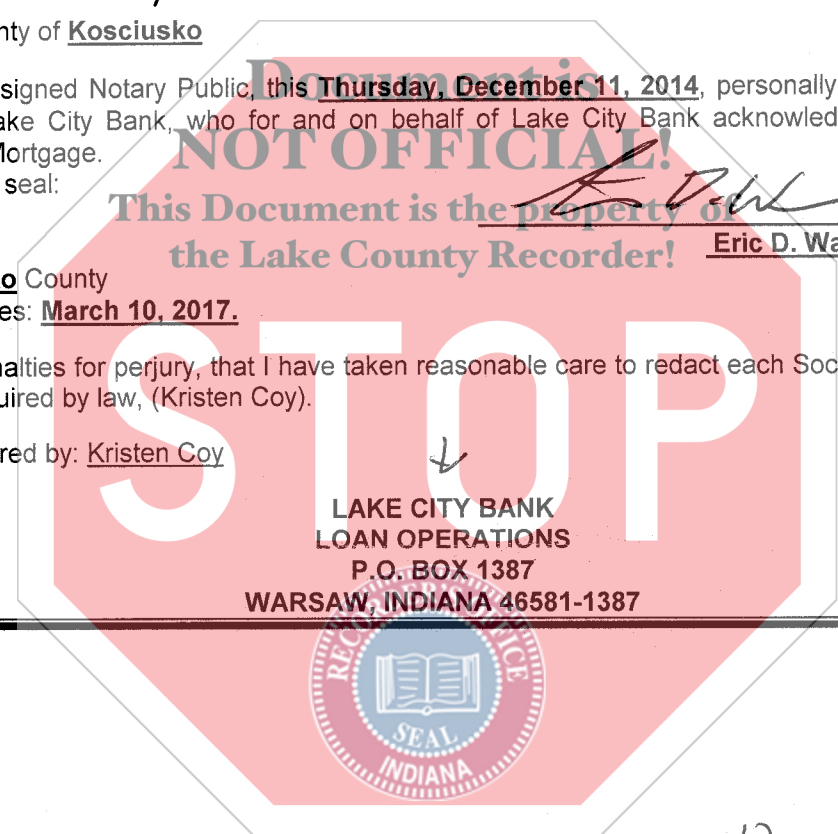 nty of Kosciusko
signed Notary Public, this Thursday, December 11, 2014, personally
ake City Bank, who for and on behalf of Lake City Bank acknowled
Mortgage.
seal:
Document is
NOT OFFICIAL!
This Document is the property of
the Lake County Recorder!
Eric D. Wa
o County
es: March 10, 2017.
STOP
nalties for perjury, that I have taken reasonable care to redact each Soc
uired by law, (Kristen Coy).
red by: Kristen Coy
LAKE CITY BANK
LOAN OPERATIONS
P.O. BOX 1387
WARSAW, INDIANA 46581-1387
RECORDER'S OFFICE
SEAL
INDIANA